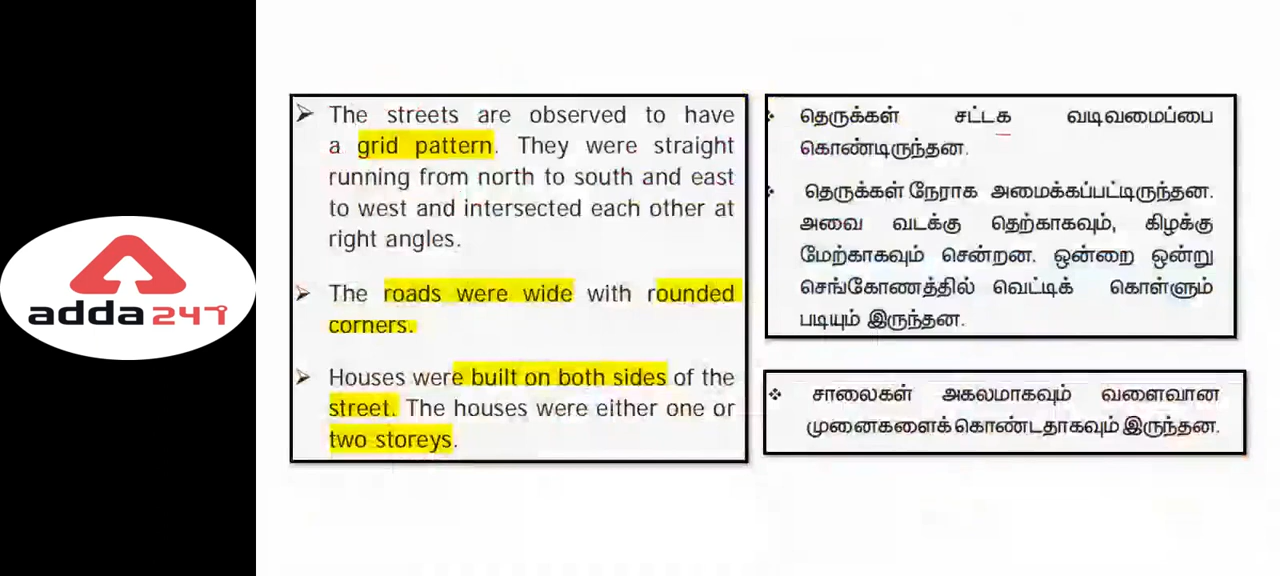 adda247
➢ The streets are observed to have
a grid pattern. They were straight
running from north to south and east
to west and intersected each other at
right angles.
➢ The roads were wide with rounded
corners.
➢ Houses were built on both sides of the
street. The houses were either one or
two storeys.
தெருக்கள் சட்டக வடிவமைப்பை
கொண்டிருந்தன.
தெருக்கள் நேராக அமைக்கப்பட்டிருந்தன.
அவை வடக்கு தெற்காகவும், கிழக்கு
மேற்காகவும் சென்றன. ஒன்றை ஒன்று
செங்கோணத்தில் வெட்டிக் கொள்ளும்
படியும் இருந்தன.
❖ சாலைகள் அகலமாகவும் வளைவான
முனைகளைக் கொண்டதாகவும் இருந்தன.